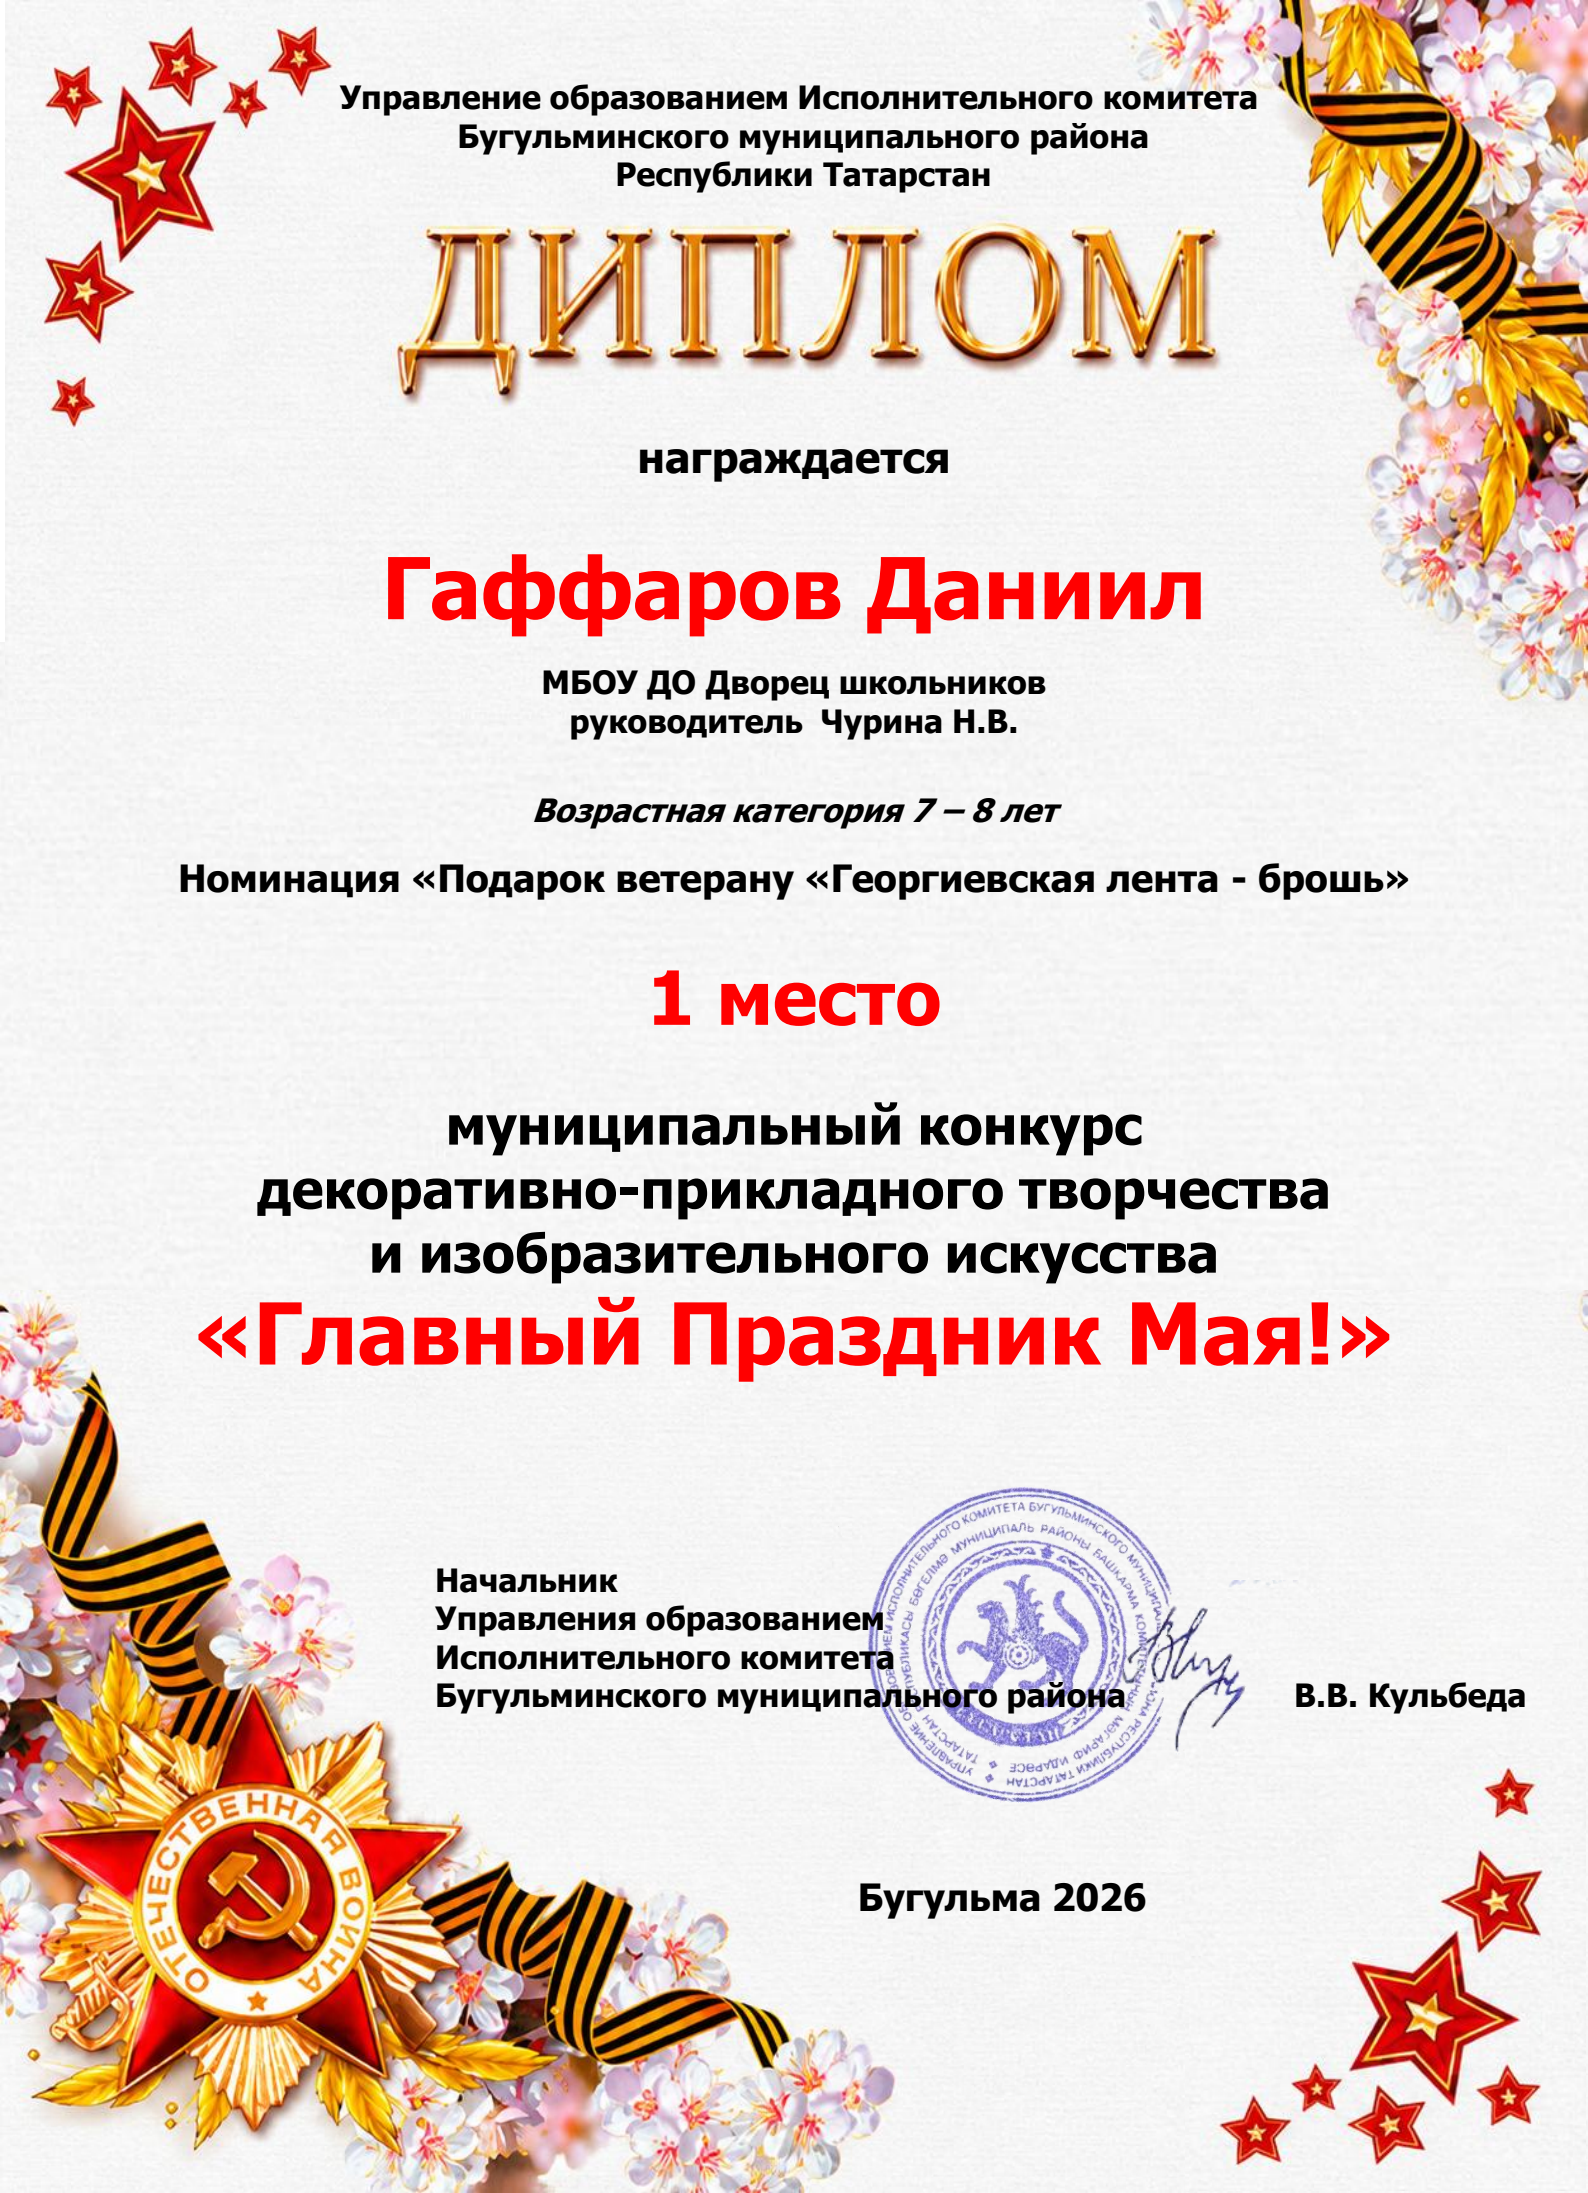 Управление образованием Исполнительного комитета
Бугульминского муниципального района
Республики Татарстан
ДИПЛОМ
награждается
Гаффаров Даниил
МБОУ ДО Дворец школьников
руководитель  Чурина Н.В.
Возрастная категория 7 – 8 лет
Номинация «Подарок ветерану «Георгиевская лента - брошь»
1 место
муниципальный конкурс
декоративно-прикладного творчества
и изобразительного искусства
«Главный Праздник Мая!»
Начальник
Управления образованием
Исполнительного комитета
Бугульминского муниципального района
В.В. Кульбеда
ОТЕЧЕСТВЕННАЯ ВОЙНА
Бугульма 2026